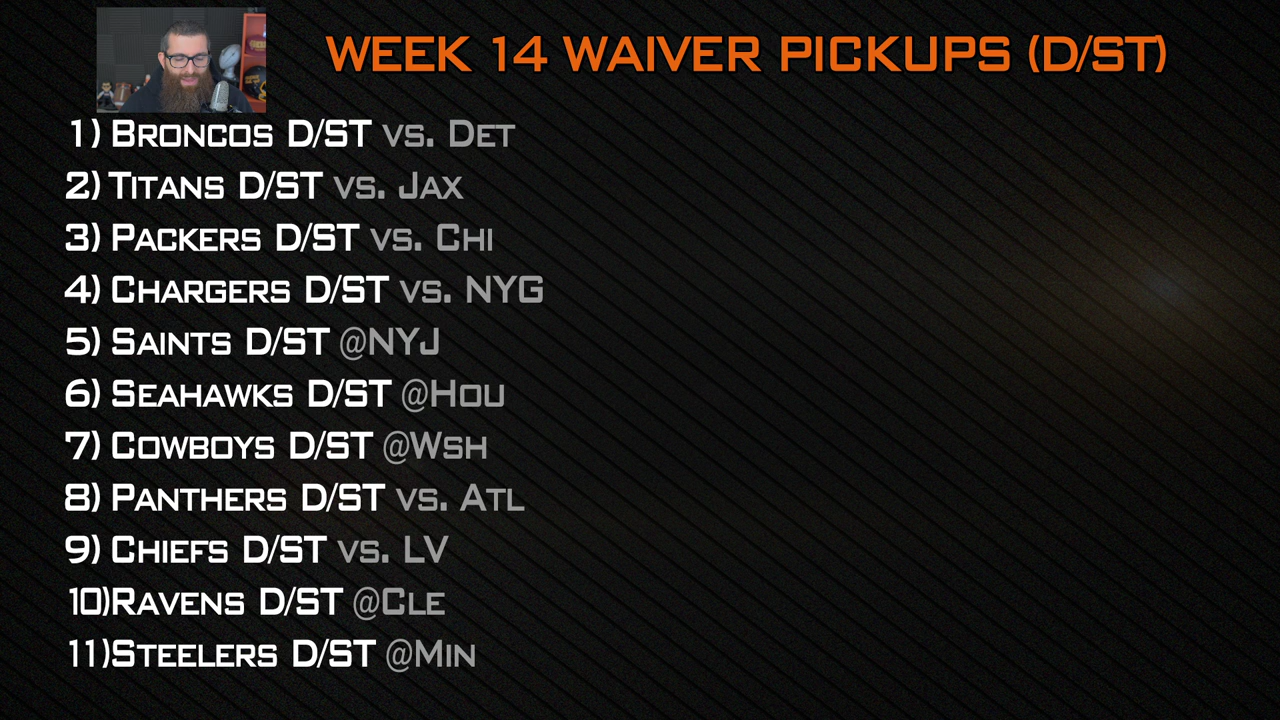 WEEK 14 WAIVER PICKUPS (D/ST)
1) BRONCOS D/ST VS. DET
2) TITANS D/ST VS. JAX
3) PACKERS D/ST VS. CHI
4) CHARGERS D/ST VS. NYG
5) SAINTS D/ST @NYJ
6) SEAHAWKS D/ST @HOU
7) COWBOYS D/ST @WSH
8) PANTHERS D/ST VS. ATL
9) CHIEFS D/ST VS. LV
10)RAVENS D/ST @CLE
11)STEELERS D/ST @MIN